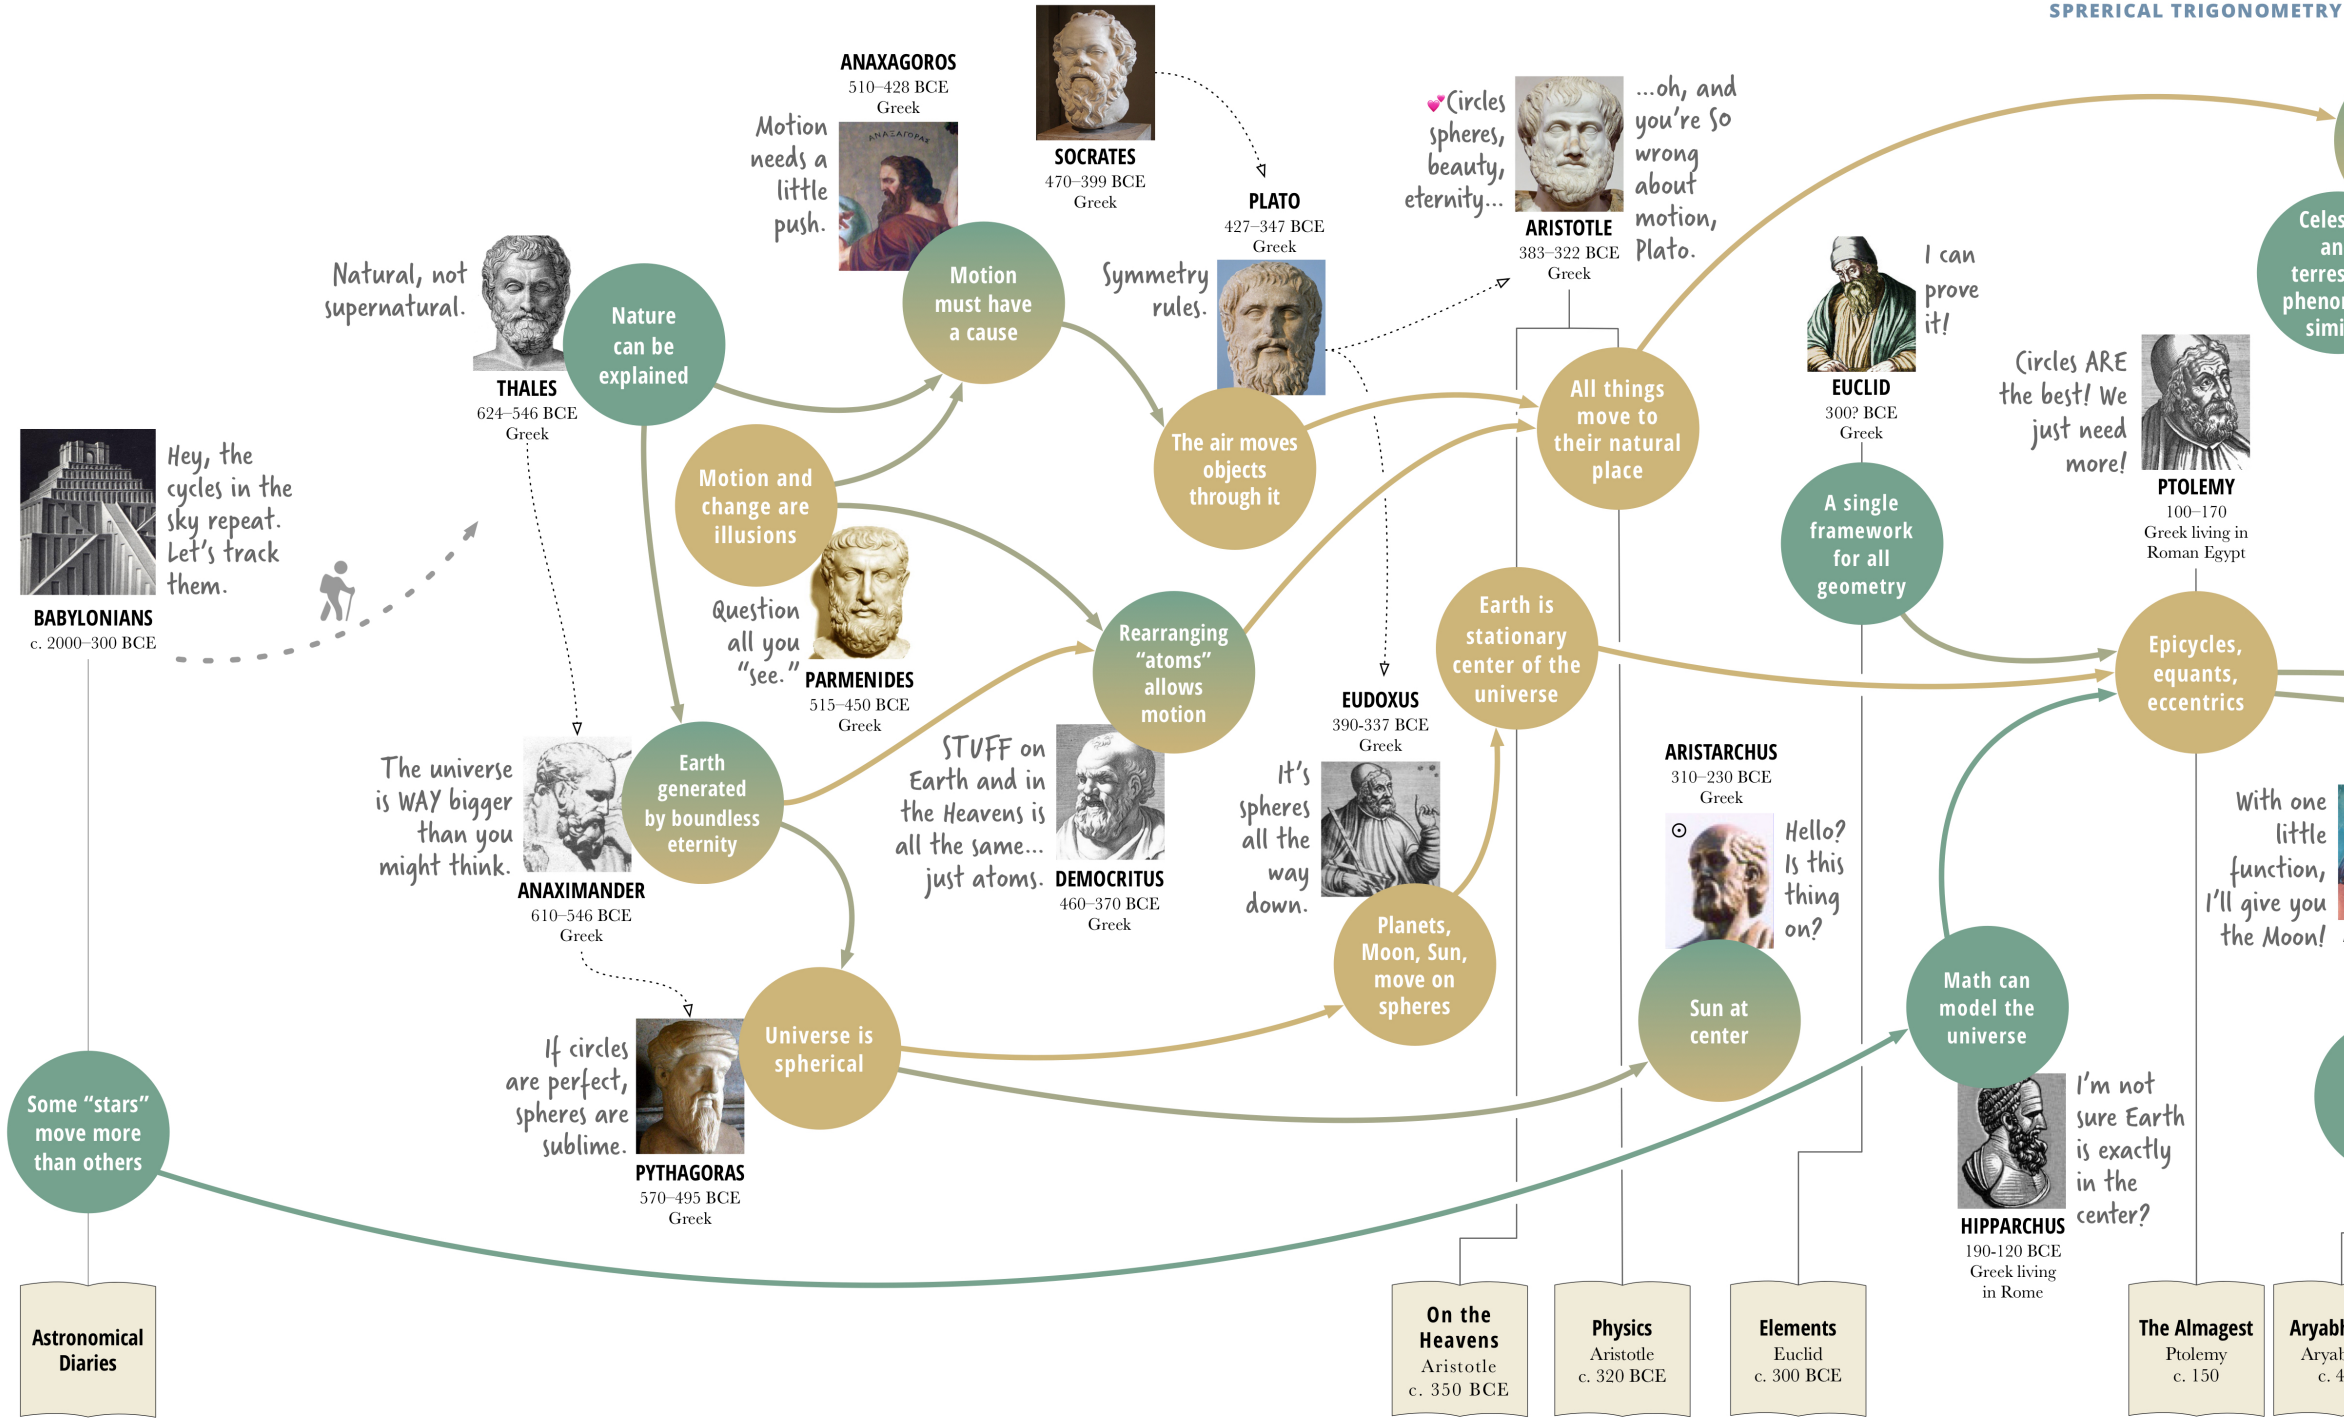 SPRERICAL TRIGONOMETRY
ANAXAGOROS
510–428 BCE
Greek
Motion
needs a
little
push.
ΑΝΑΞΑΓΟΡΑΣ
SOCRATES
470–399 BCE
Greek
PLATO
427–347 BCE
Greek
Symmetry
rules.
💕Circles
spheres,
beauty,
eternity...
...oh, and
you're SO
wrong
about
motion,
Plato.
ARISTOTLE
383–322 BCE
Greek
Natural, not
supernatural.
THALES
624–546 BCE
Greek
Nature
can be
explained
Motion
must have
a cause
The air moves
objects
through it
All things
move to
their natural
place
EUCLID
300? BCE
Greek
I can
prove
it!
A single
framework
for all
geometry
Circles ARE
the best! We
just need
more!
PTOLEMY
100–170
Greek living in
Roman Egypt
Epicycles,
equants,
eccentrics
Celes
an
terres
phenor
simi
BABYLONIANS
c. 2000–300 BCE
Hey, the
cycles in the
sky repeat.
Let's track
them.
Motion and
change are
illusions
Question
all you
“see.”
PARMENIDES
515–450 BCE
Greek
Rearranging
“atoms”
allows
motion
STUFF on
Earth and in
the Heavens is
all the same...
just atoms.
DEMOCRITUS
460–370 BCE
Greek
EUDOXUS
390-337 BCE
Greek
It's
spheres
all the
way
down.
Planets,
Moon, Sun,
move on
spheres
Earth is
stationary
center of the
universe
ARISTARCHUS
310–230 BCE
Greek
Hello?
Is this
thing
on?
Sun at
center
Math can
model the
universe
I'm not
sure Earth
is exactly
in the
center?
HIPPARCHUS
190-120 BCE
Greek living
in Rome
With one
little
function,
I'll give you
the Moon!
The universe
is WAY bigger
than you
might think.
ANAXIMANDER
610–546 BCE
Greek
Earth
generated
by boundless
eternity
If circles
are perfect,
spheres are
sublime.
PYTHAGORAS
570–495 BCE
Greek
Universe is
spherical
Some “stars”
move more
than others
Astronomical
Diaries
On the
Heavens
Aristotle
c. 350 BCE
Physics
Aristotle
c. 320 BCE
Elements
Euclid
c. 300 BCE
The Almagest
Ptolemy
c. 150
Aryabh
Aryab
c. 4